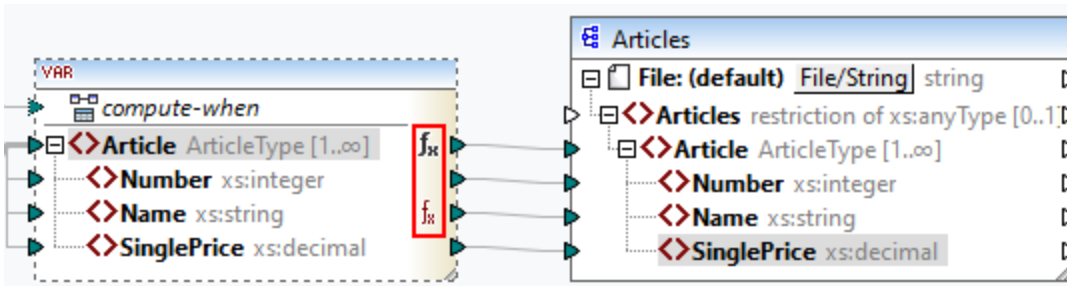 VAR
compute-when
Article ArticleType [1..∞] fx
Number xs:integer
Name xs:string fx
SinglePrice xs:decimal
Articles
File: (default) File/String string
Articles restriction of xs:anyType [0..1]
Article ArticleType [1..∞]
Number xs:integer
Name xs:string
SinglePrice xs:decimal